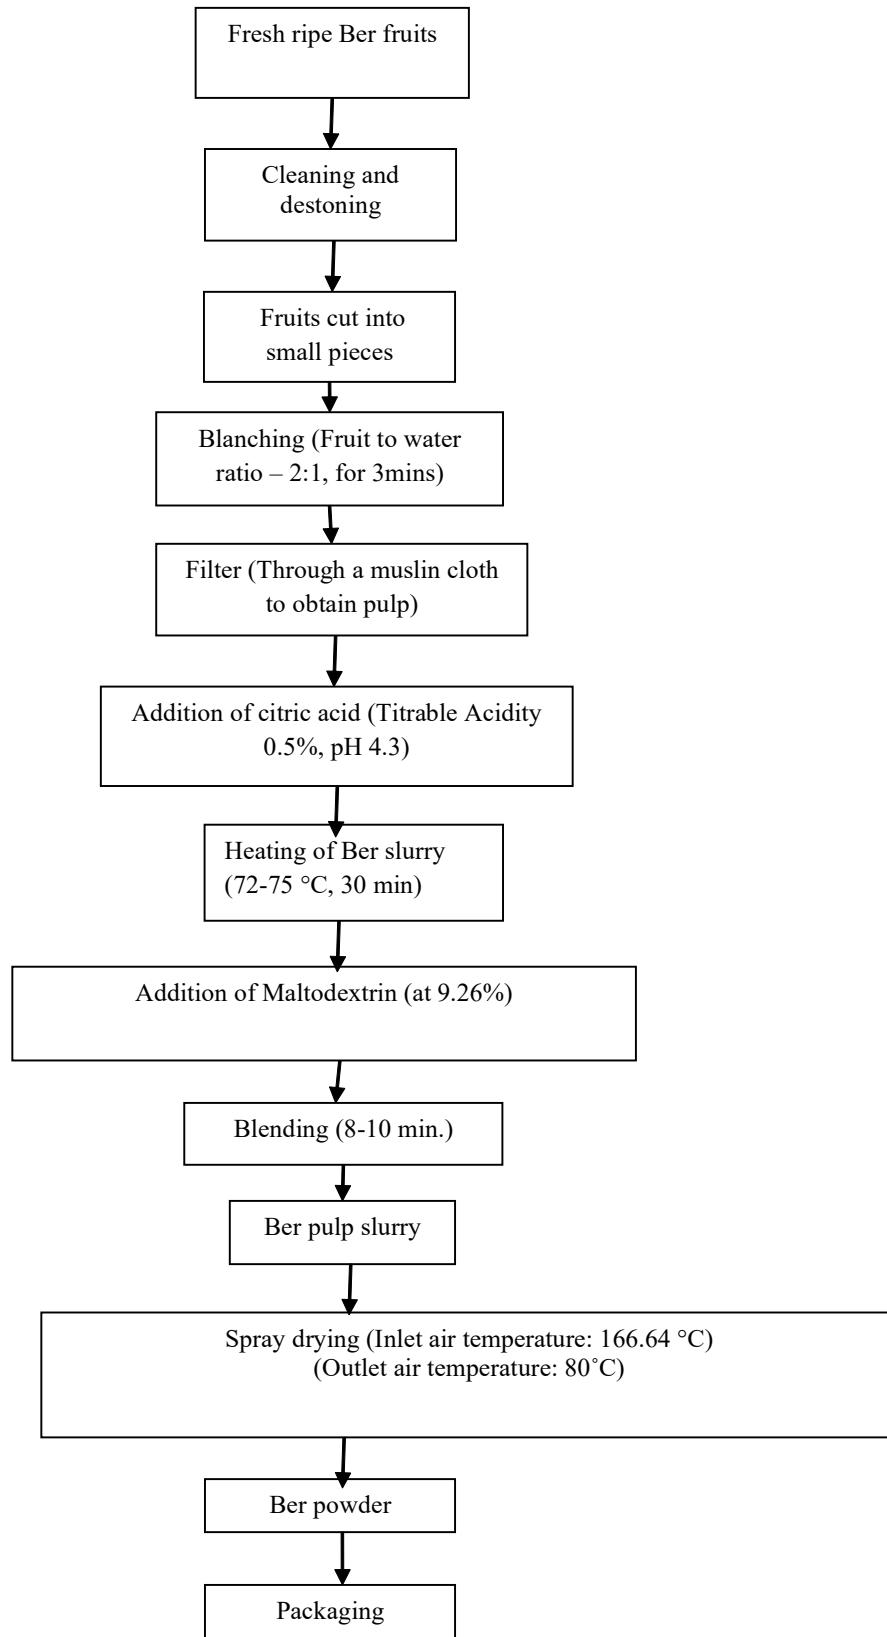 Fresh ripe Ber fruits
Cleaning and
destoning
Fruits cut into
small pieces
Blanching (Fruit to water
ratio – 2:1, for 3mins)
Filter (Through a muslin cloth
to obtain pulp)
Addition of citric acid (Titrable Acidity
0.5%, pH 4.3)
Heating of Ber slurry
(72-75 °C, 30 min)
Addition of Maltodextrin (at 9.26%)
Blending (8-10 min.)
Ber pulp slurry
Spray drying (Inlet air temperature: 166.64 °C)
(Outlet air temperature: 80˚C)
Ber powder
Packaging